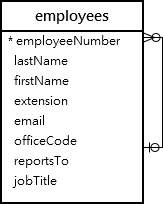 employees
* employeeNumber
lastName
firstName
extension
email
officeCode
reportsTo
jobTitle